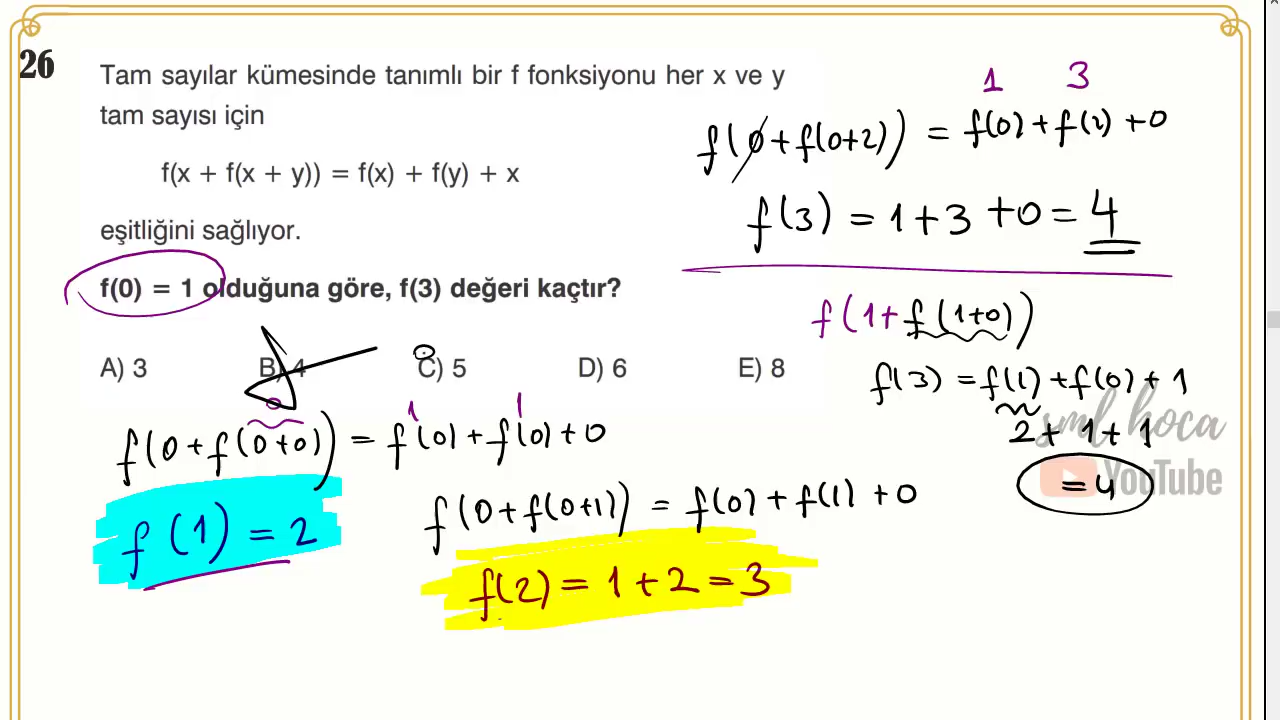 26
Tam sayılar kümesinde tanımlı bir f fonksiyonu her x ve y
tam sayısı için
f(x + f(x + y)) = f(x) + f(y) + x
eşitliğini sağlıyor.
f(0) = 1 olduğuna göre, f(3) değeri kaçtır?
A) 3 B) 4 C) 5 D) 6 E) 8
1 3
f(0+f(0+2)) = f(0)+f(2)+0
f(3) = 1+3+0 = 4
f(1+f(1+0))
f(3) = f(1)+f(0)+1
2+1+1
= 4
1 1
f(0+f(0+0)) = f(0)+f(0)+0
f(1) = 2
f(0+f(0+1)) = f(0)+f(1)+0
f(2) = 1+2 = 3
sml hoca
YouTube